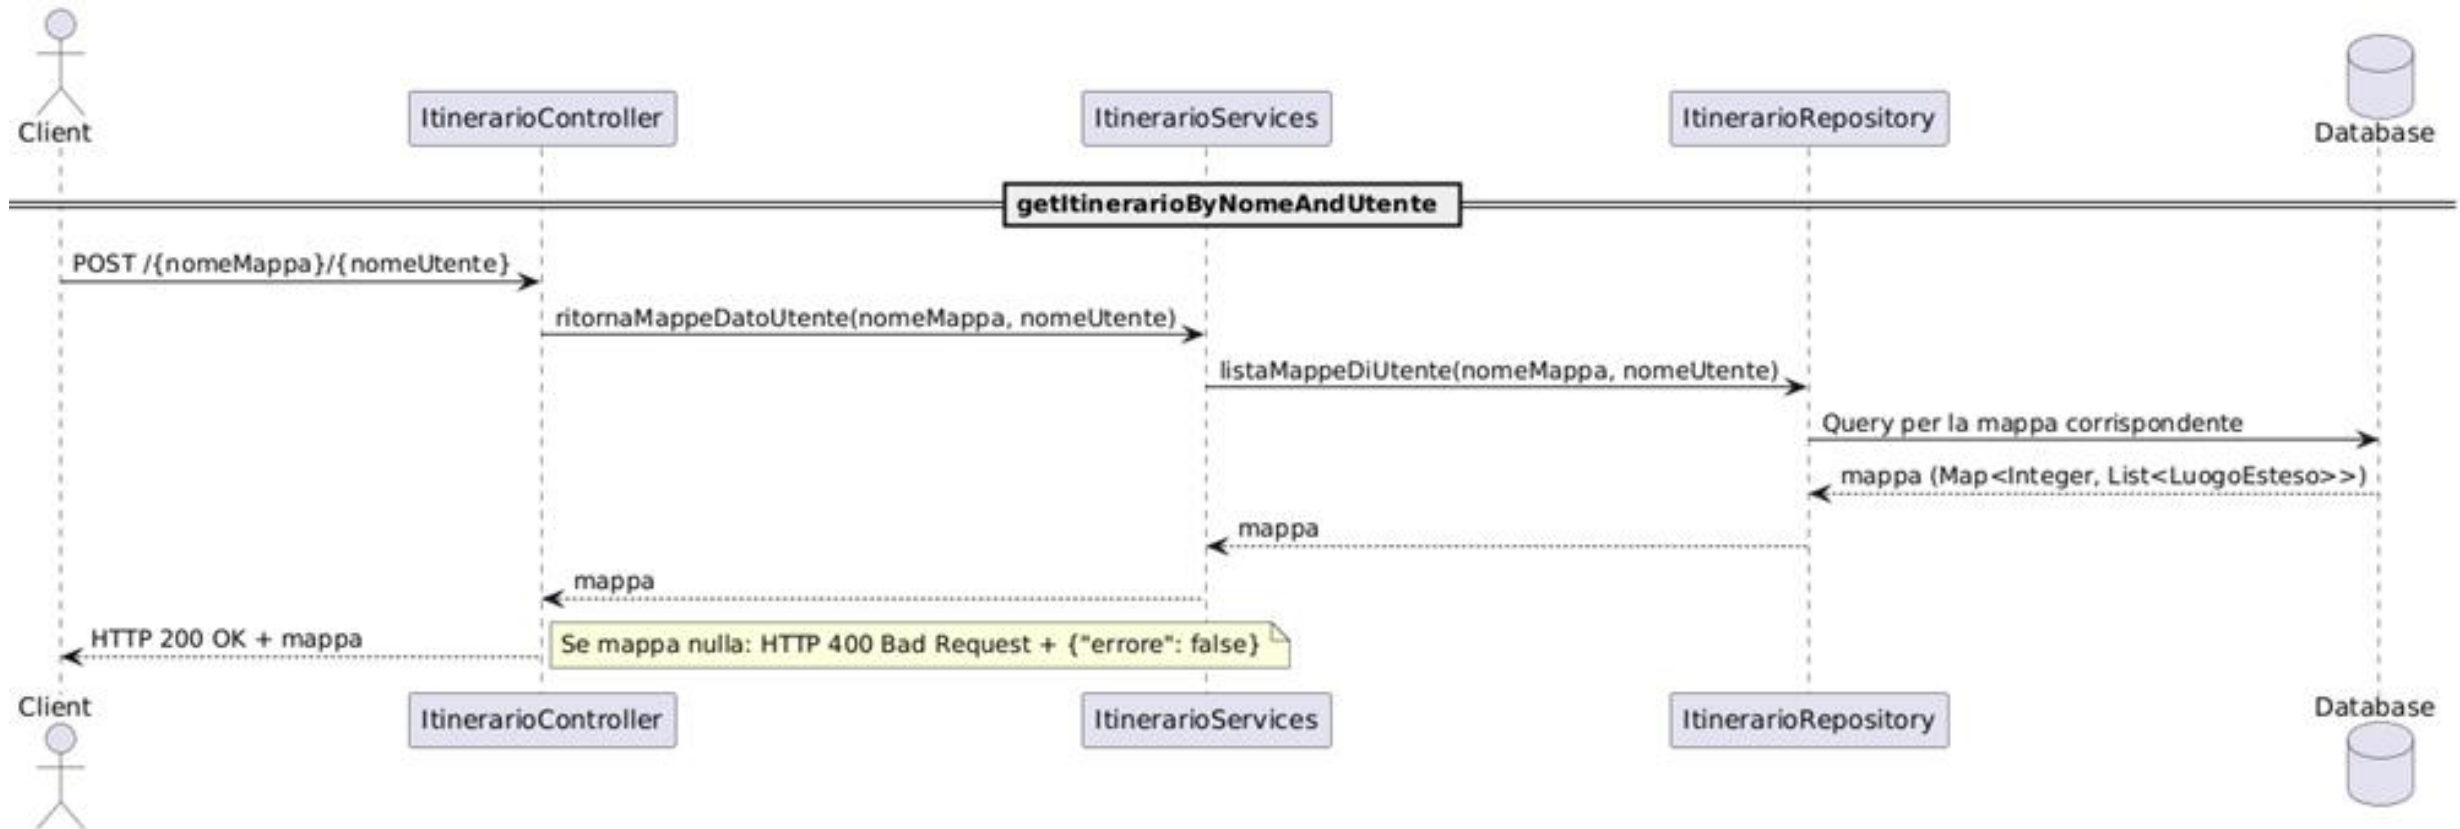 Client
ItinerarioController
ItinerarioServices
ItinerarioRepository
Database
getItinerarioByNomeAndUtente
POST /{nomeMappa}/{nomeUtente}
ritornaMappeDatoUtente(nomeMappa, nomeUtente)
listaMappeDiUtente(nomeMappa, nomeUtente)
Query per la mappa corrispondente
mappa (Map<Integer, List<LuogoEsteso>>)
mappa
mappa
HTTP 200 OK + mappa
Se mappa nulla: HTTP 400 Bad Request + {"errore": false}
Client
ItinerarioController
ItinerarioServices
ItinerarioRepository
Database